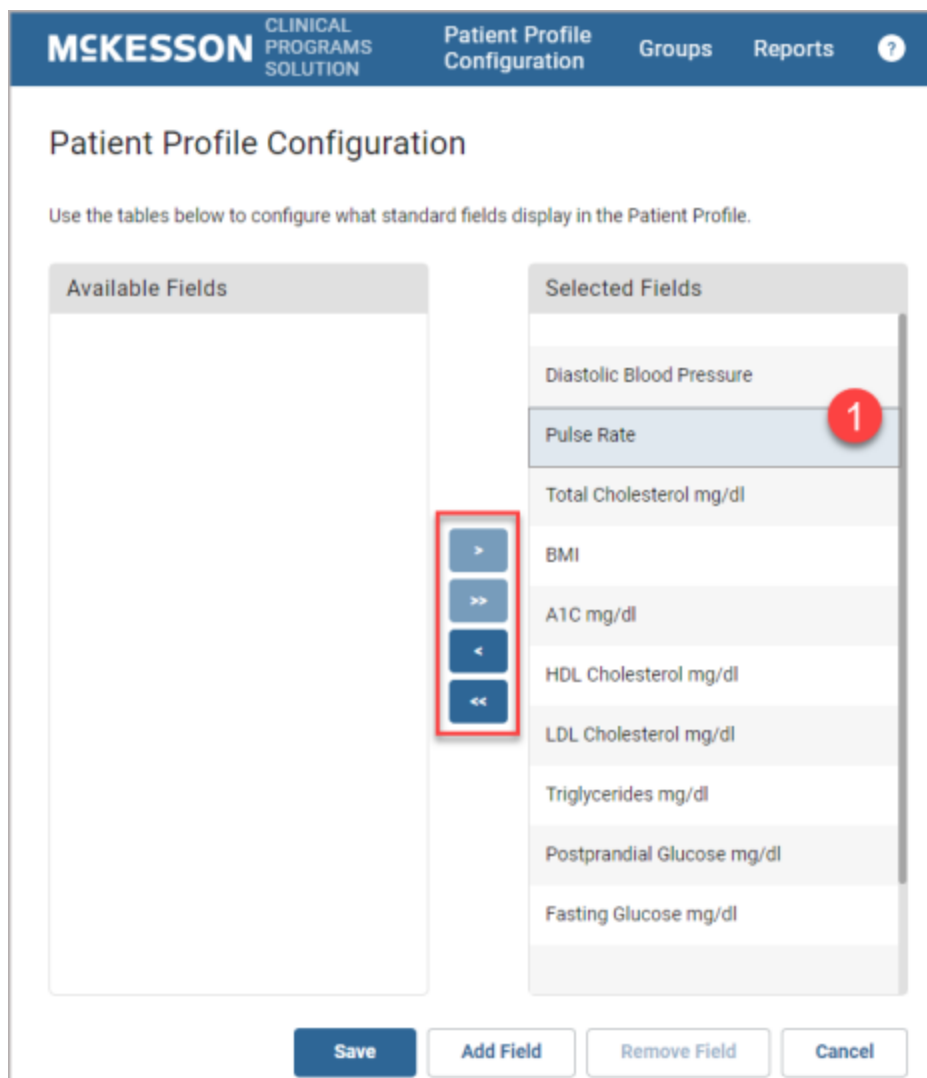 MCKESSON
CLINICAL
PROGRAMS
SOLUTION
Patient Profile
Configuration
Groups
Reports
?
Patient Profile Configuration
Use the tables below to configure what standard fields display in the Patient Profile.
Available Fields
Selected Fields
Diastolic Blood Pressure
Pulse Rate
1
Total Cholesterol mg/dl
>
BMI
>>
A1C mg/dl
<
HDL Cholesterol mg/dl
<<
LDL Cholesterol mg/dl
Triglycerides mg/dl
Postprandial Glucose mg/dl
Fasting Glucose mg/dl
Save
Add Field
Remove Field
Cancel